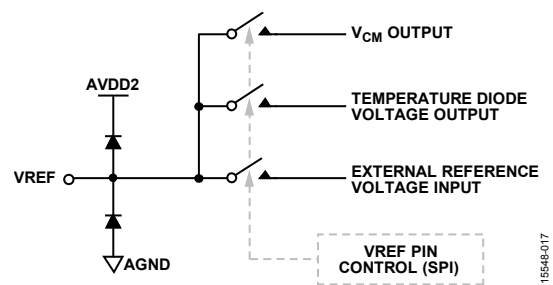 V_CM OUTPUT
AVDD2
TEMPERATURE DIODE
VOLTAGE OUTPUT
VREF
EXTERNAL REFERENCE
VOLTAGE INPUT
AGND
VREF PIN
CONTROL (SPI)
15548-017